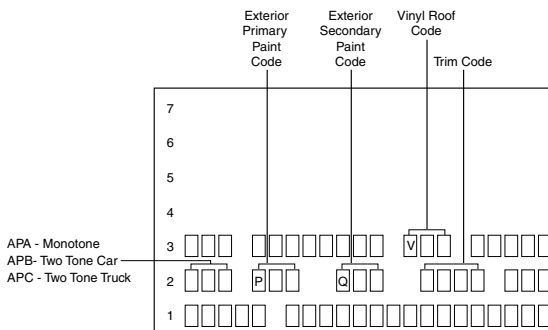 Exterior
Primary
Paint
Code
Exterior
Secondary
Paint
Code
Vinyl Roof
Code
Trim Code
7
6
5
4
3
V
APA - Monotone
APB- Two Tone Car
APC - Two Tone Truck
2
P
Q
1